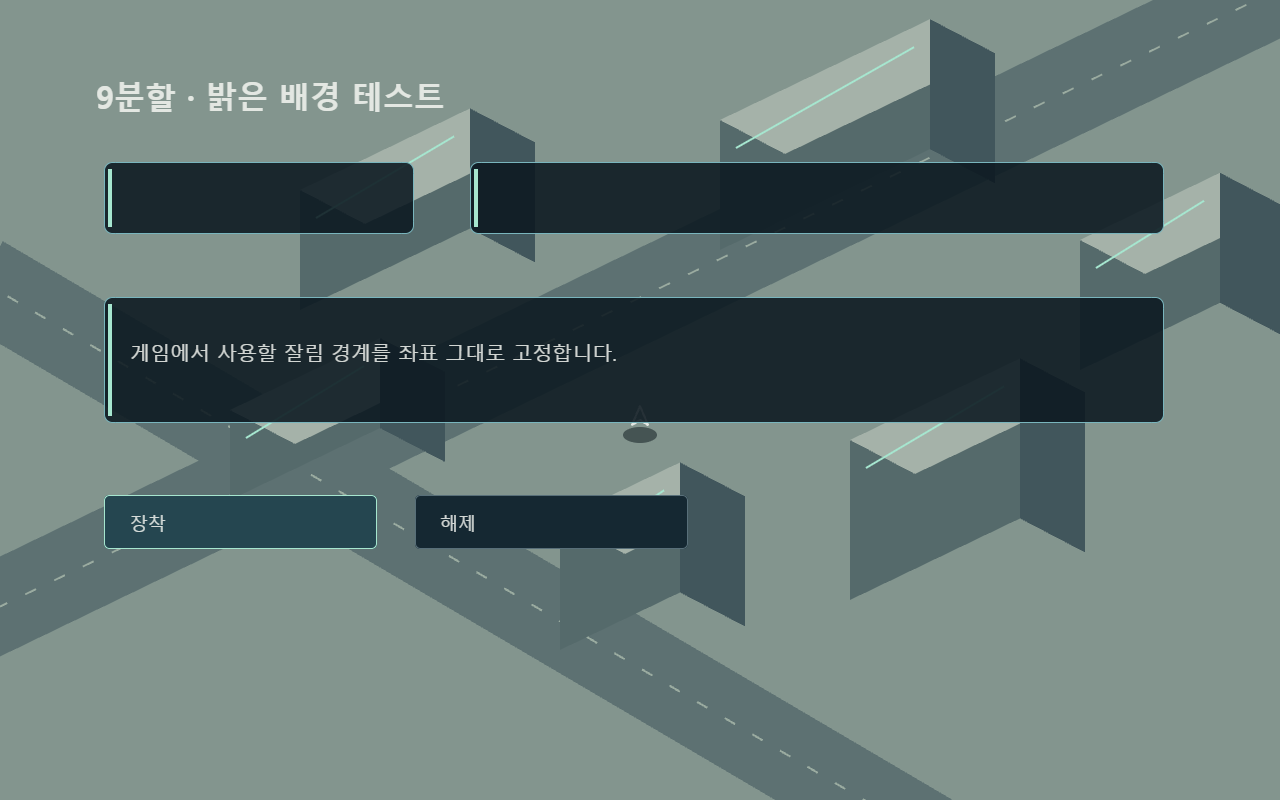 9분할 · 밝은 배경 테스트
게임에서 사용할 잘림 경계를 좌표 그대로 고정합니다.
장착
해제